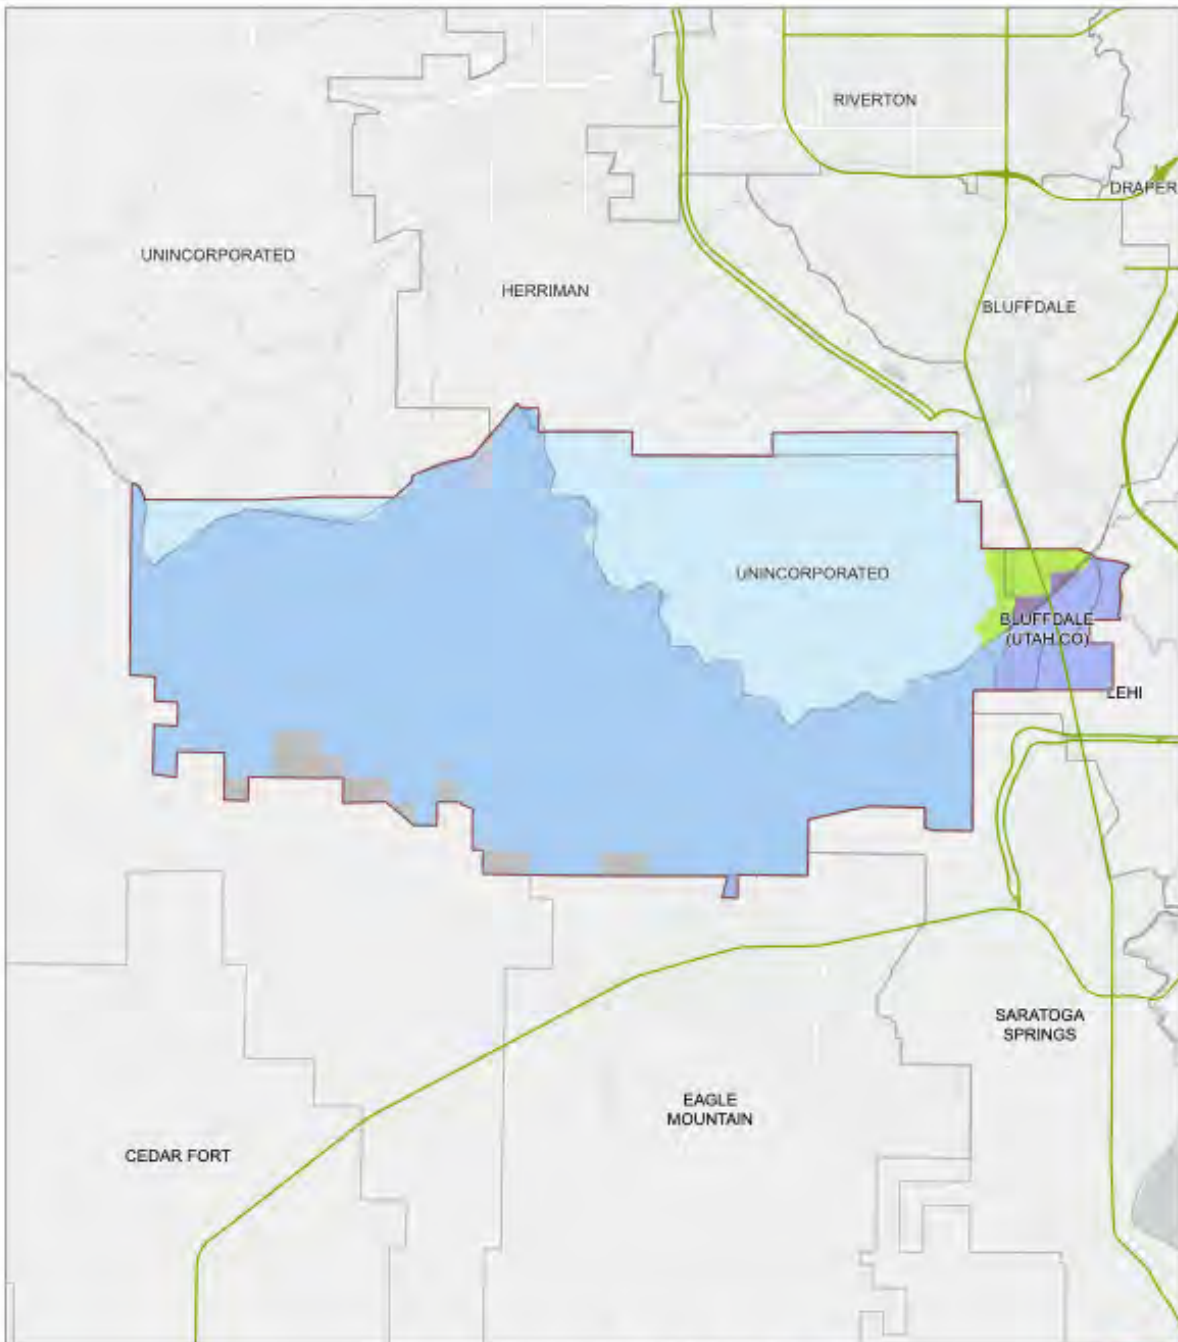 RIVERTON
DRAPER
UNINCORPORATED
HERRIMAN
BLUFFDALE
UNINCORPORATED
BLUFFDALE
(UTAH CO)
LEHI
SARATOGA
SPRINGS
EAGLE
MOUNTAIN
CEDAR FORT